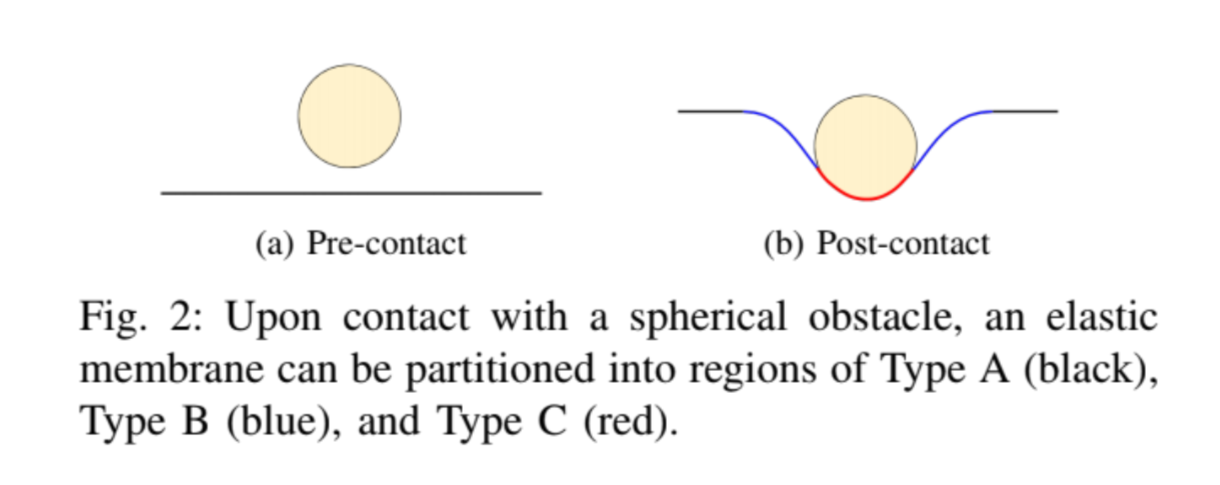 (a) Pre-contact
(b) Post-contact
Fig. 2: Upon contact with a spherical obstacle, an elastic
membrane can be partitioned into regions of Type A (black),
Type B (blue), and Type C (red).